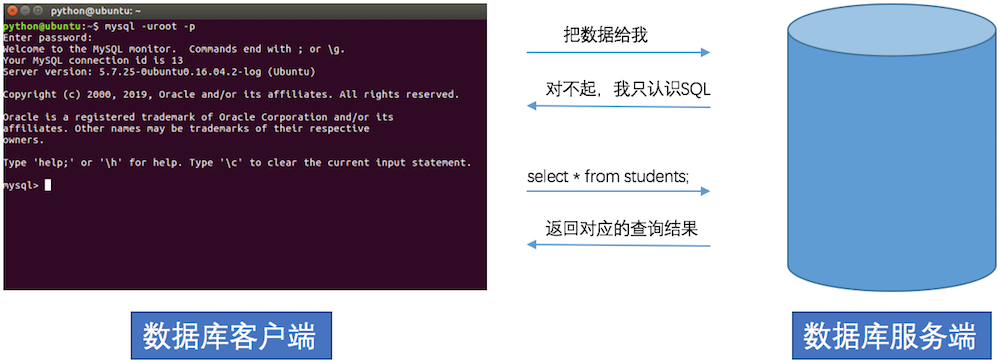 python@ubuntu: ~
python@ubuntu:~$ mysql -uroot -p
Enter password:
Welcome to the MySQL monitor.  Commands end with ; or \g.
Your MySQL connection id is 13
Server version: 5.7.25-0ubuntu0.16.04.2-log (Ubuntu)
Copyright (c) 2000, 2019, Oracle and/or its affiliates. All rights reserved.
Oracle is a registered trademark of Oracle Corporation and/or its
affiliates. Other names may be trademarks of their respective
owners.
Type 'help;' or '\h' for help. Type '\c' to clear the current input statement.
mysql>
把数据给我
对不起，我只认识SQL
select * from students;
返回对应的查询结果
数据库客户端
数据库服务端